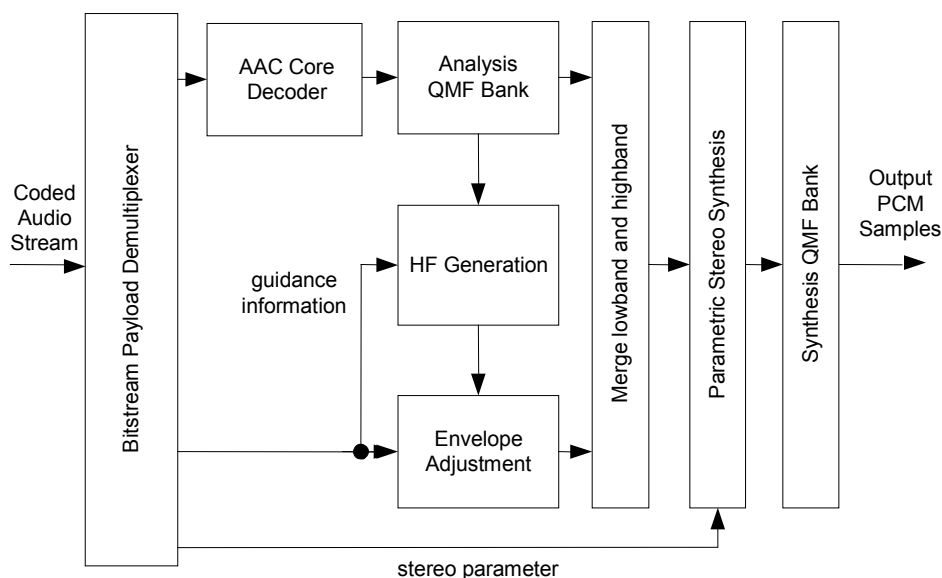 Coded
Audio
Stream
Bitstream Payload Demultiplexer
AAC Core
Decoder
Analysis
QMF Bank
HF Generation
guidance
information
Envelope
Adjustment
Merge lowband and highband
Parametric Stereo Synthesis
Synthesis QMF Bank
Output
PCM
Samples
stereo parameter